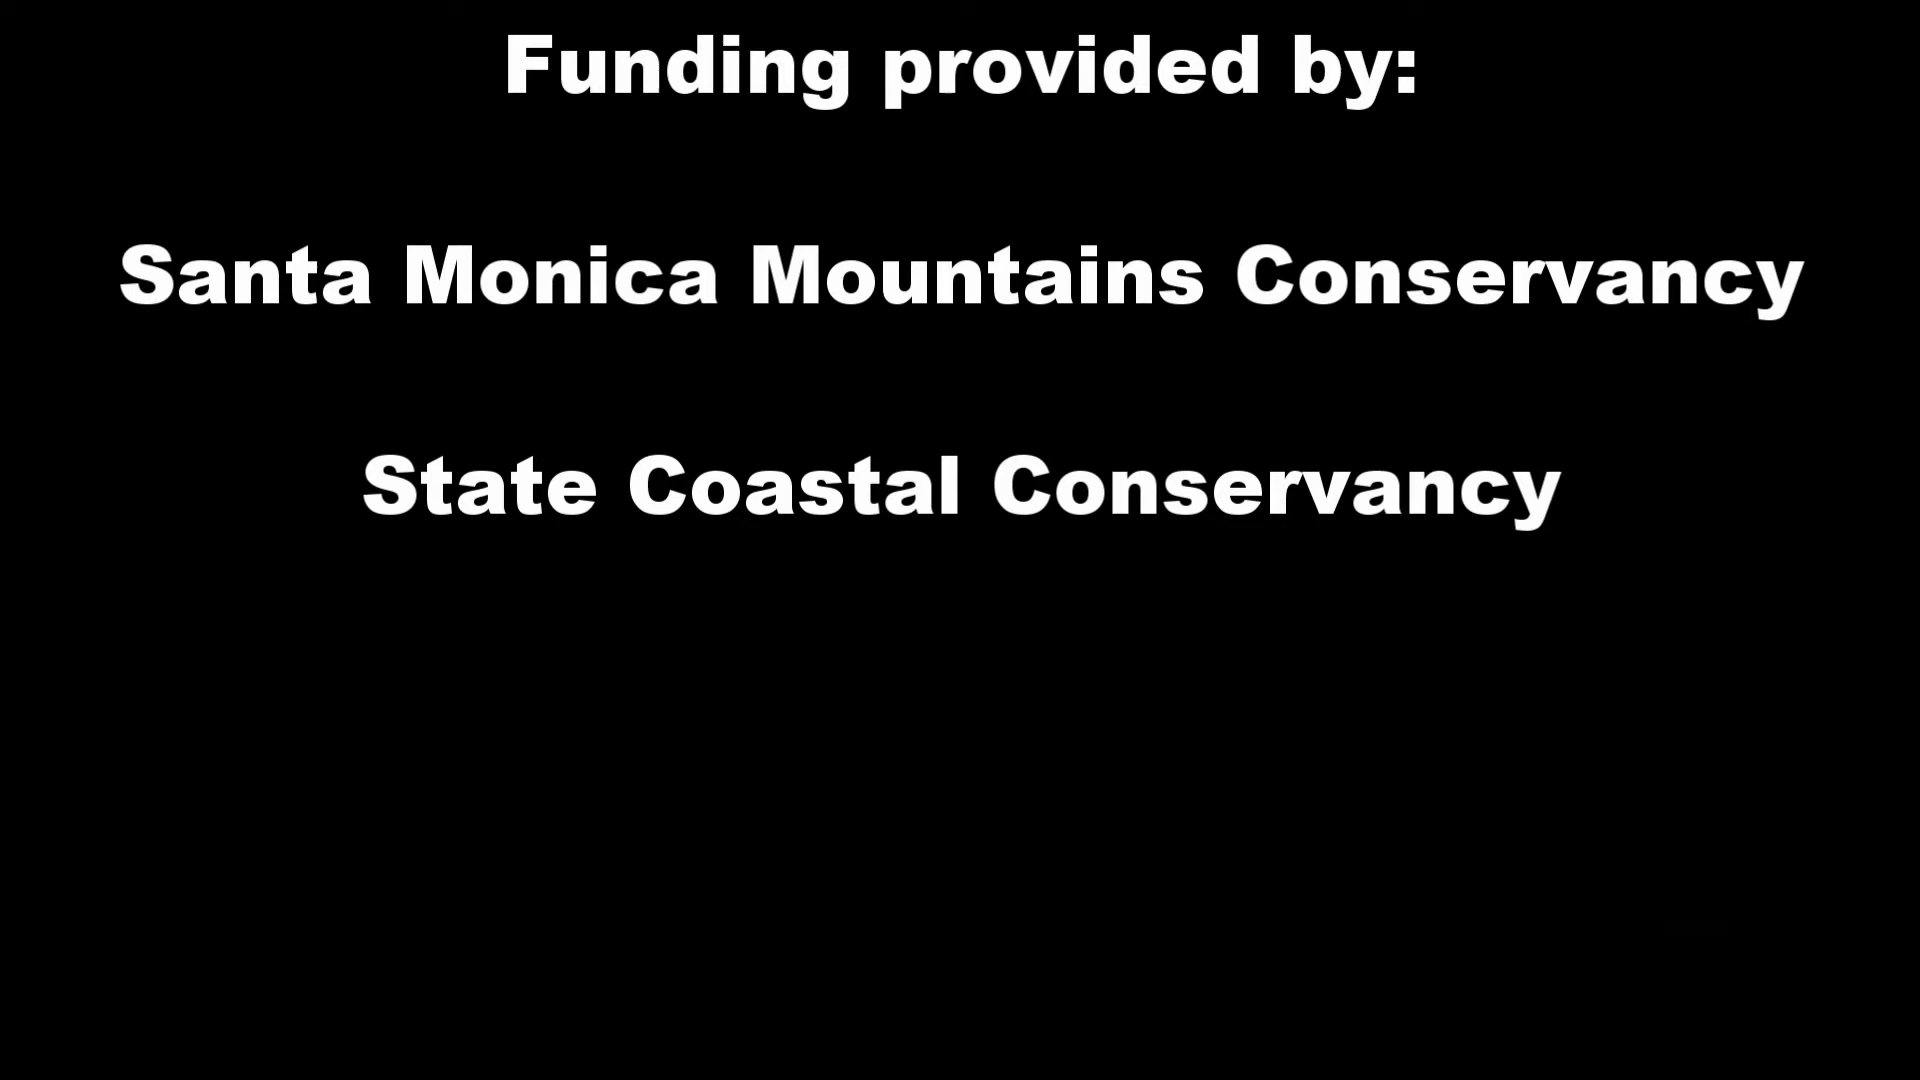 Funding provided by:
Santa Monica Mountains Conservancy
State Coastal Conservancy